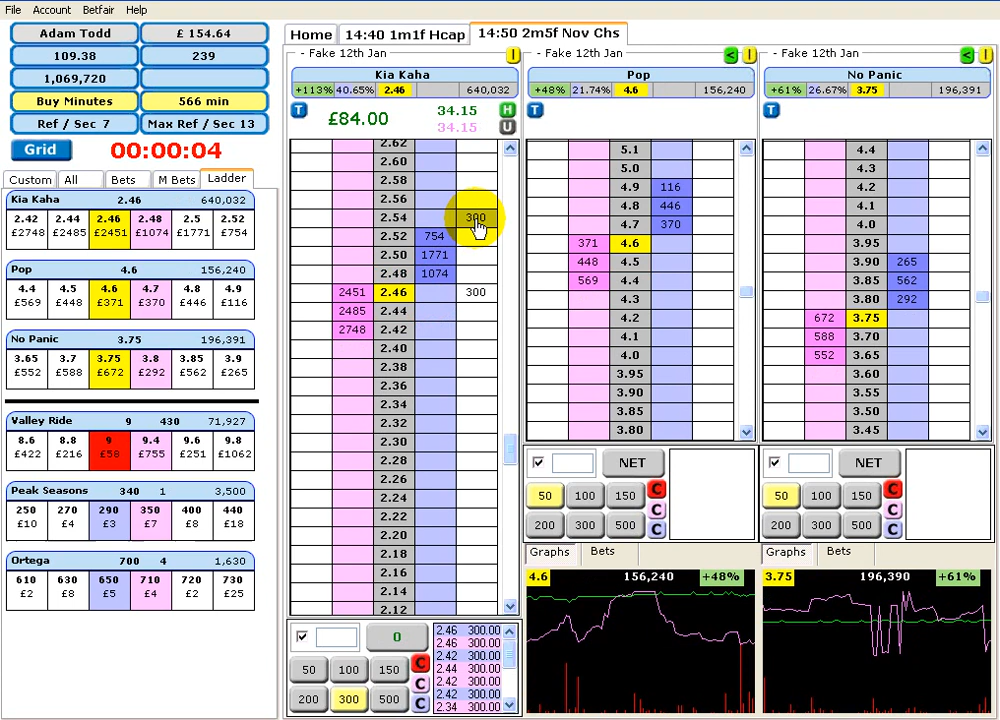 File Account Betfair Help
Adam Todd £ 154.64
109.38 239
1,069,720
Buy Minutes 566 min
Ref / Sec 7 Max Ref / Sec 13
Grid 00:00:04
Custom All Bets M Bets Ladder
Kia Kaha 2.46 640,032
2.42 2.44 2.46 2.48 2.5 2.52
£2748 £2485 £2451 £1074 £1771 £754
Pop 4.6 156,240
4.4 4.5 4.6 4.7 4.8 4.9
£569 £448 £371 £370 £446 £116
No Panic 3.75 196,391
3.65 3.7 3.75 3.8 3.85 3.9
£552 £588 £672 £292 £562 £265
Valley Ride 9 430 71,927
8.6 8.8 9 9.4 9.6 9.8
£422 £216 £58 £755 £251 £1062
Peak Seasons 340 1 3,500
250 270 290 350 400 440
£10 £4 £3 £7 £8 £18
Ortega 700 4 1,630
610 630 650 710 720 730
£2 £8 £5 £4 £2 £25
Home 14:40 1m1f Hcap 14:50 2m5f Nov Chs
- Fake 12th Jan I
Kia Kaha
+113% 40.65% 2.46 640,032
T £84.00 34.15 H
34.15 U
2.62
2.60
2.58
2.56
2.54 300
2.52 754
2.50 1771
2.48 1074
2451 2.46 300
2485 2.44
2748 2.42
2.40
2.38
2.36
2.34
2.32
2.30
2.28
2.26
2.24
2.22
2.20
2.18
2.16
2.14
2.12
0
50 100 150 C
C
200 300 500 C
2.46 300.00
2.46 300.00
2.42 300.00
2.44 300.00
2.42 300.00
2.42 300.00
2.34 300.00
- Fake 12th Jan < I
Pop
+48% 21.74% 4.6 156,240
T
5.1
5.0
4.9 116
4.8 446
4.7 370
371 4.6
448 4.5
569 4.4
4.3
4.2
4.1
4.0
3.95
3.90
3.85
3.80
NET
50 100 150 C
C
200 300 500 C
Graphs Bets
4.6 156,240 +48%
- Fake 12th Jan < I
No Panic
+61% 26.67% 3.75 196,391
T
4.4
4.3
4.2
4.1
4.0
3.95
3.90 265
3.85 562
3.80 292
672 3.75
588 3.70
552 3.65
3.60
3.55
3.50
3.45
NET
50 100 150 C
C
200 300 500 C
Graphs Bets
3.75 196,390 +61%